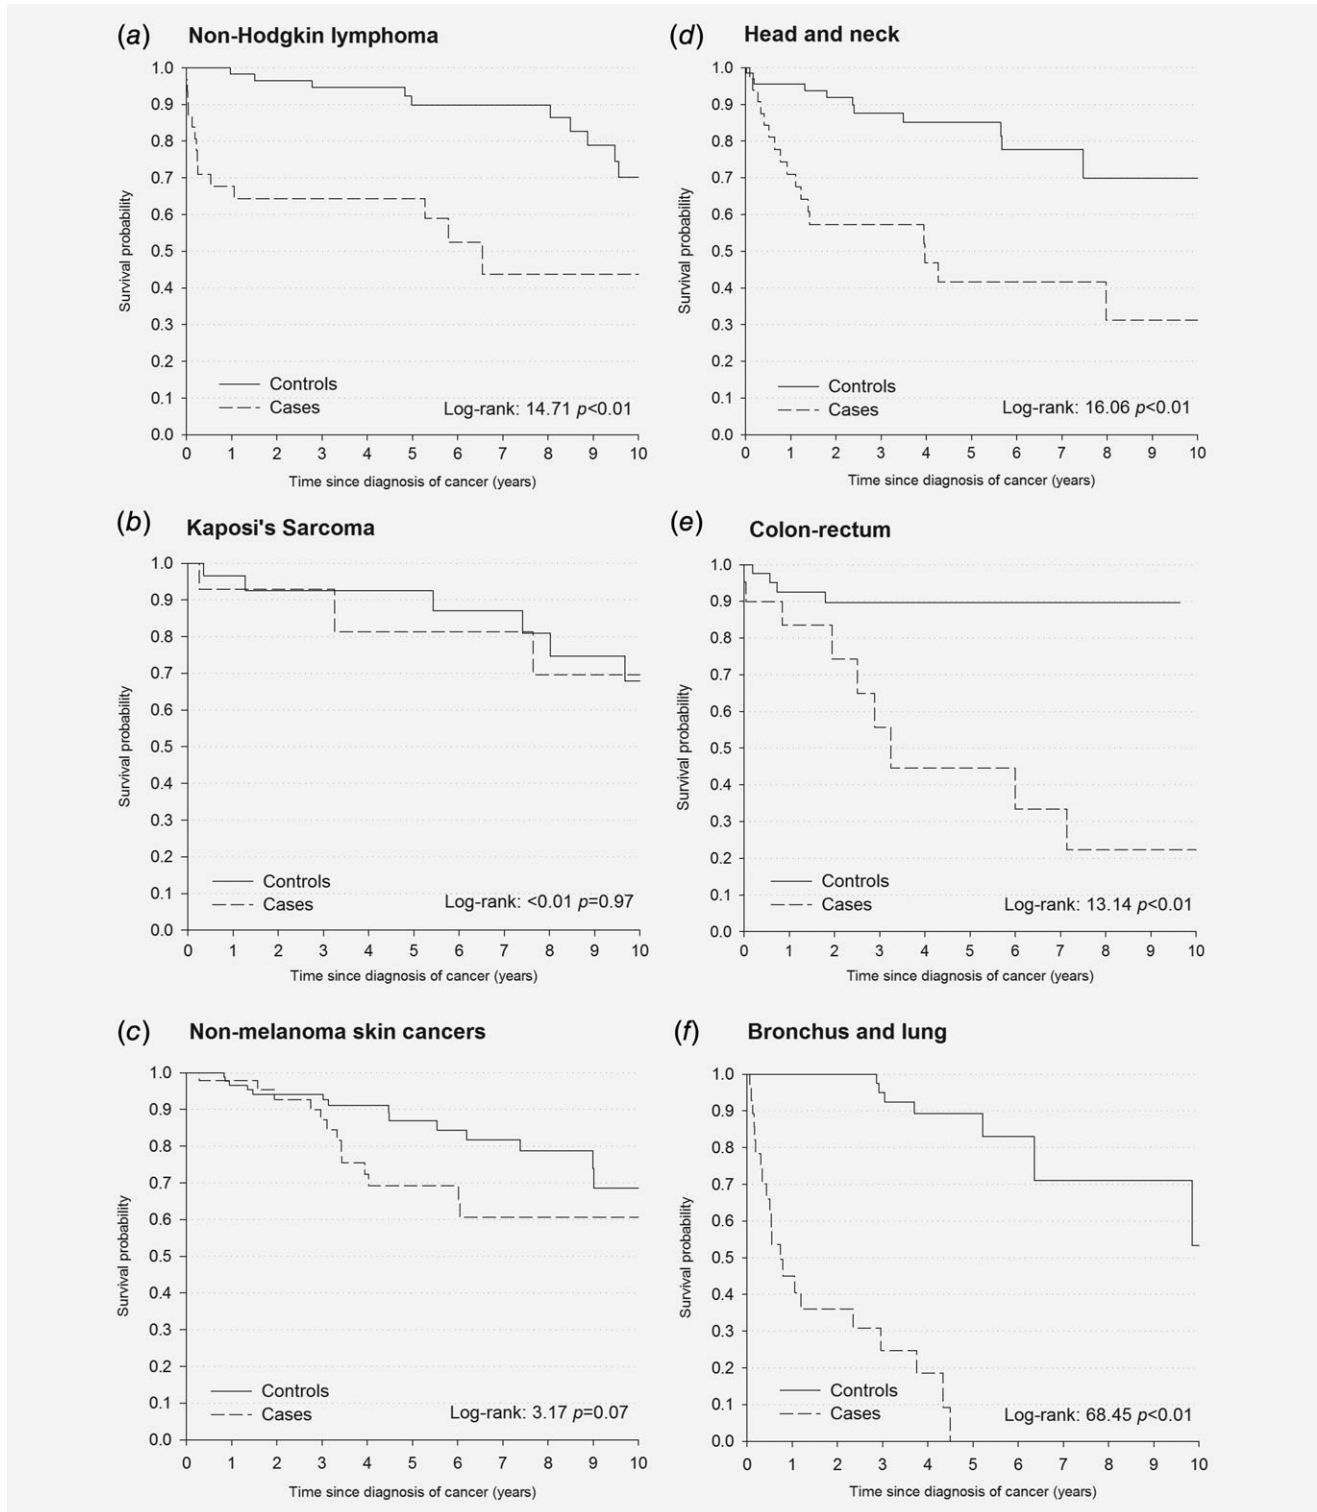 (a) Non-Hodgkin lymphoma
1.0
0.9
0.8
0.7
0.6
0.5
0.4
0.3
0.2
0.1
0.0
Survival probability
Controls
Cases
Log-rank: 14.71 p<0.01
0 1 2 3 4 5 6 7 8 9 10
Time since diagnosis of cancer (years)
(d) Head and neck
1.0
0.9
0.8
0.7
0.6
0.5
0.4
0.3
0.2
0.1
0.0
Survival probability
Controls
Cases
Log-rank: 16.06 p<0.01
0 1 2 3 4 5 6 7 8 9 10
Time since diagnosis of cancer (years)
(b) Kaposi's Sarcoma
1.0
0.9
0.8
0.7
0.6
0.5
0.4
0.3
0.2
0.1
0.0
Survival probability
Controls
Cases
Log-rank: <0.01 p=0.97
0 1 2 3 4 5 6 7 8 9 10
Time since diagnosis of cancer (years)
(e) Colon-rectum
1.0
0.9
0.8
0.7
0.6
0.5
0.4
0.3
0.2
0.1
0.0
Survival probability
Controls
Cases
Log-rank: 13.14 p<0.01
0 1 2 3 4 5 6 7 8 9 10
Time since diagnosis of cancer (years)
(c) Non-melanoma skin cancers
1.0
0.9
0.8
0.7
0.6
0.5
0.4
0.3
0.2
0.1
0.0
Survival probability
Controls
Cases
Log-rank: 3.17 p=0.07
0 1 2 3 4 5 6 7 8 9 10
Time since diagnosis of cancer (years)
(f) Bronchus and lung
1.0
0.9
0.8
0.7
0.6
0.5
0.4
0.3
0.2
0.1
0.0
Survival probability
Controls
Cases
Log-rank: 68.45 p<0.01
0 1 2 3 4 5 6 7 8 9 10
Time since diagnosis of cancer (years)